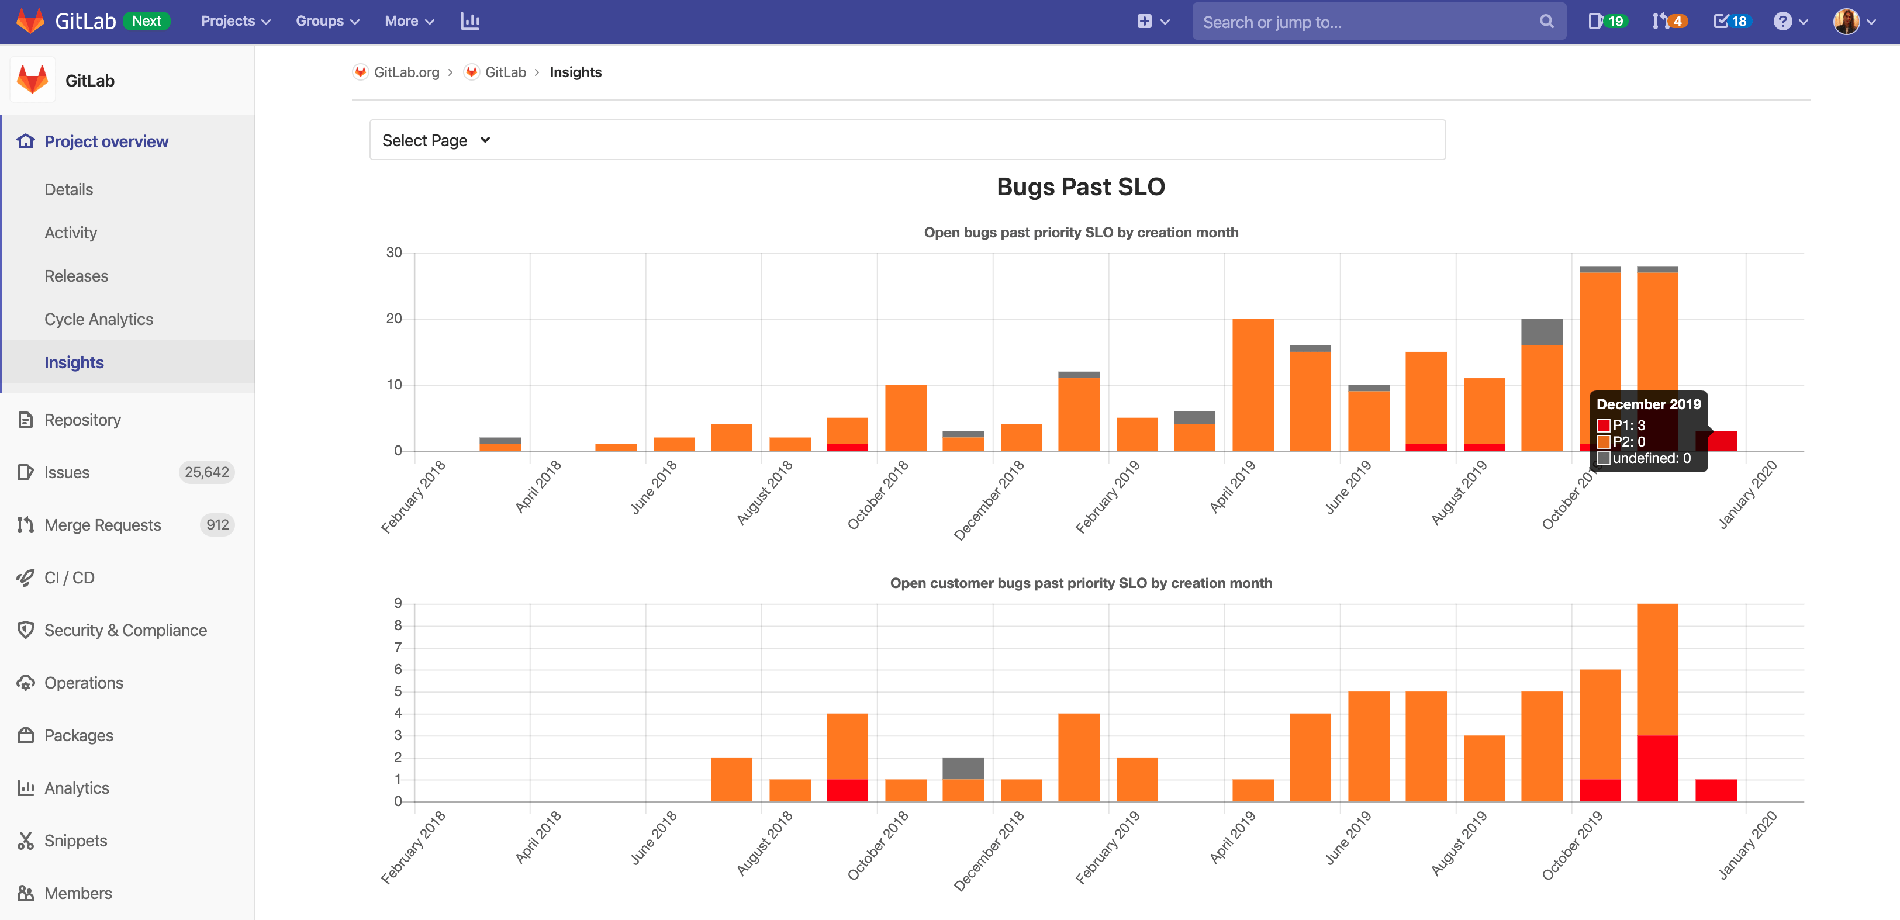 GitLab Next Projects Groups More Search or jump to... 19 4 18
GitLab
Project overview
Details
Activity
Releases
Cycle Analytics
Insights
Repository
Issues 25,642
Merge Requests 912
CI / CD
Security & Compliance
Operations
Packages
Analytics
Snippets
Members
GitLab.org > GitLab > Insights
Select Page
Bugs Past SLO
Open bugs past priority SLO by creation month
30
20
10
0
December 2019
P1: 3
P2: 0
undefined: 0
February 2018
April 2018
June 2018
August 2018
October 2018
December 2018
February 2019
April 2019
June 2019
August 2019
October 201
January 2020
Open customer bugs past priority SLO by creation month
9
8
7
6
5
4
3
2
1
0
February 2018
April 2018
June 2018
August 2018
October 2018
December 2018
February 2019
April 2019
June 2019
August 2019
October 2019
January 2020